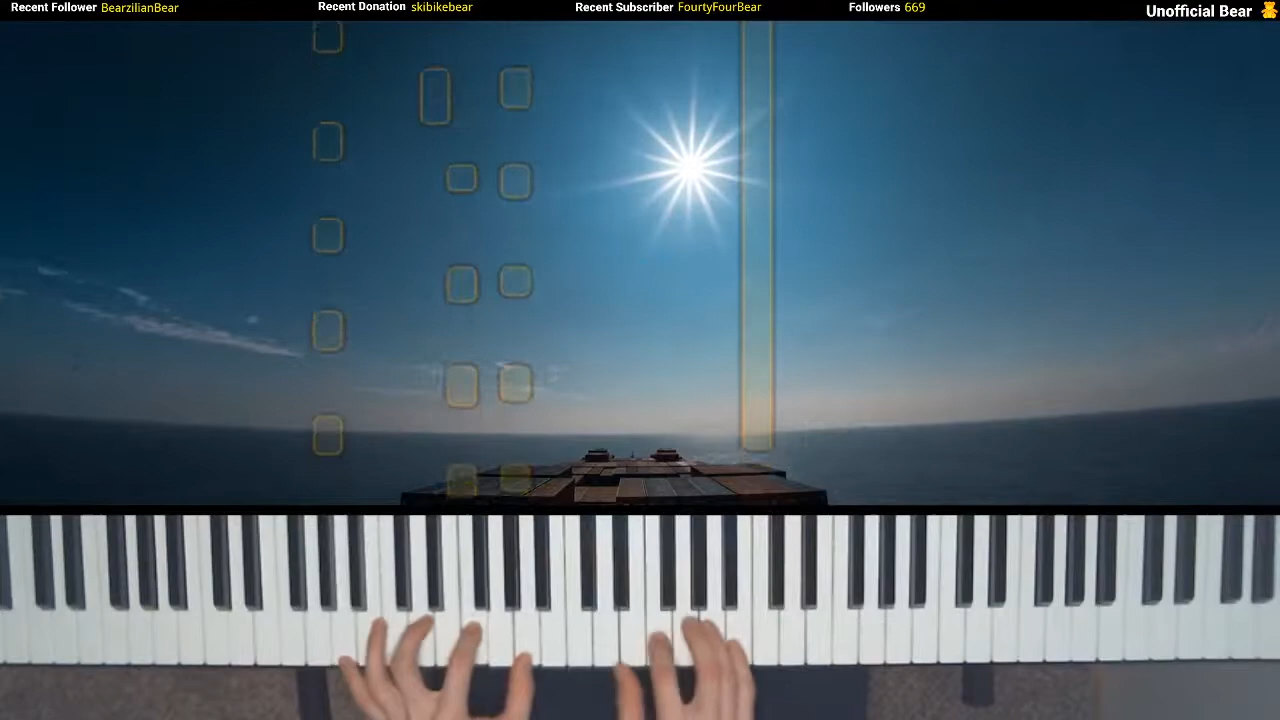 Recent Follower BearzilianBear
Recent Donation skibikebear
Recent Subscriber FourtyFourBear
Followers 669
Unofficial Bear